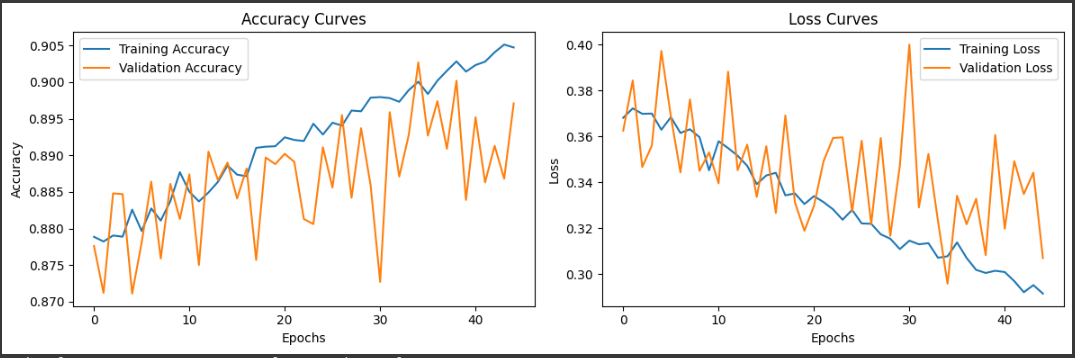 Accuracy Curves
Training Accuracy
Validation Accuracy
Accuracy
0.905
0.900
0.895
0.890
0.885
0.880
0.875
0.870
0
10
20
30
40
Epochs
Loss Curves
Training Loss
Validation Loss
Loss
0.40
0.38
0.36
0.34
0.32
0.30
0
10
20
30
40
Epochs